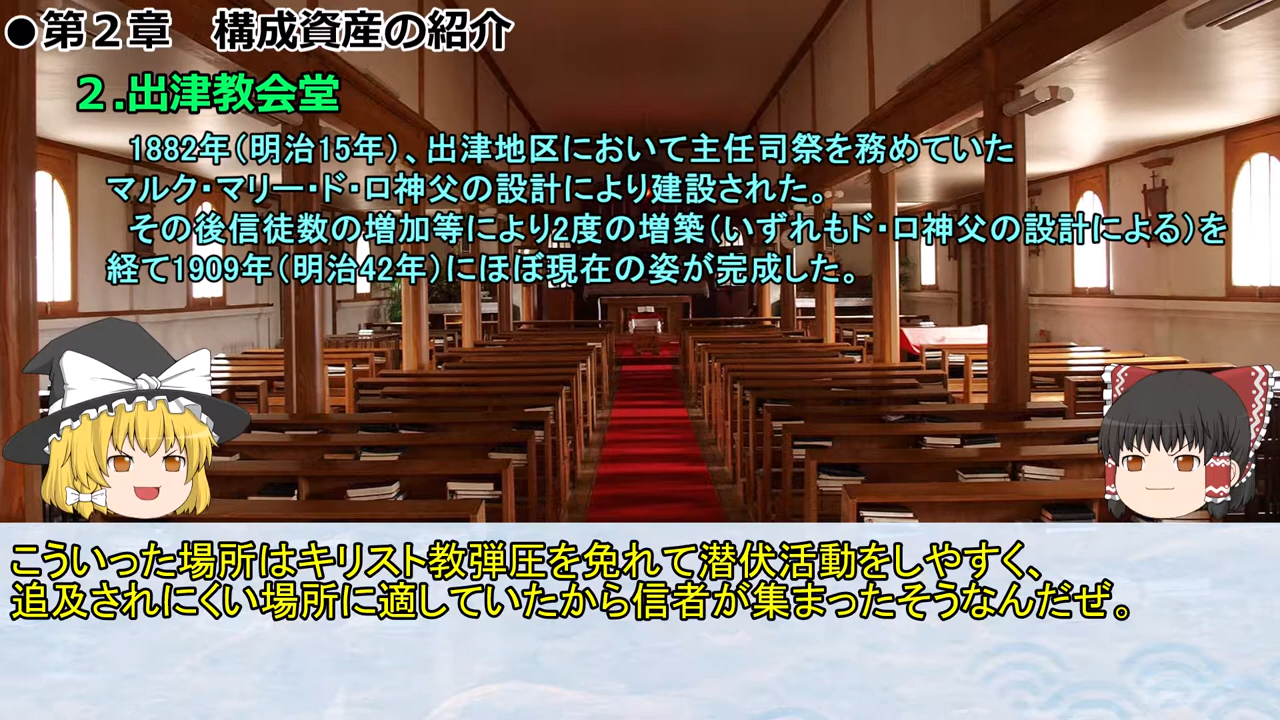 ●第２章　構成資産の紹介
２.出津教会堂
1882年（明治15年）、出津地区において主任司祭を務めていた
マルク・マリー・ド・ロ神父の設計により建設された。
その後信徒数の増加等により2度の増築（いずれもド・ロ神父の設計による）を
経て1909年（明治42年）にほぼ現在の姿が完成した。
こういった場所はキリスト教弾圧を免れて潜伏活動をしやすく、
追及されにくい場所に適していたから信者が集まったそうなんだぜ。